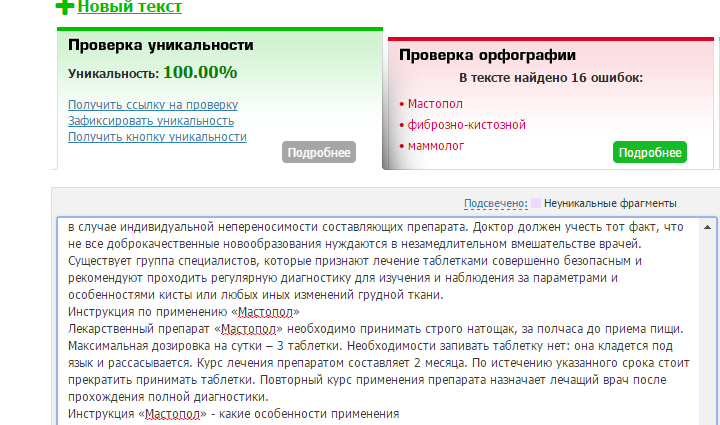 Новый текст
Проверка уникальности
Уникальность: 100.00%
Получить ссылку на проверку
Зафиксировать уникальность
Получить кнопку уникальности
Подробнее
Проверка орфографии
В тексте найдено 16 ошибок:
• Мастопол
• фиброзно-кистозной
• маммолог
Подробнее
Подсвечено: Неуникальные фрагменты
в случае индивидуальной непереносимости составляющих препарата. Доктор должен учесть тот факт, что
не все доброкачественные новообразования нуждаются в незамедлительном вмешательстве врачей.
Существует группа специалистов, которые признают лечение таблетками совершенно безопасным и
рекомендуют проходить регулярную диагностику для изучения и наблюдения за параметрами и
особенностями кисты или любых иных изменений грудной ткани.
Инструкция по применению «Мастопол»
Лекарственный препарат «Мастопол» необходимо принимать строго натощак, за полчаса до приема пищи.
Максимальная дозировка на сутки – 3 таблетки. Необходимости запивать таблетку нет: она кладется под
язык и рассасывается. Курс лечения препаратом составляет 2 месяца. По истечению указанного срока стоит
прекратить принимать таблетки. Повторный курс применения препарата назначает лечащий врач после
прохождения полной диагностики.
Инструкция «Мастопол» - какие особенности применения